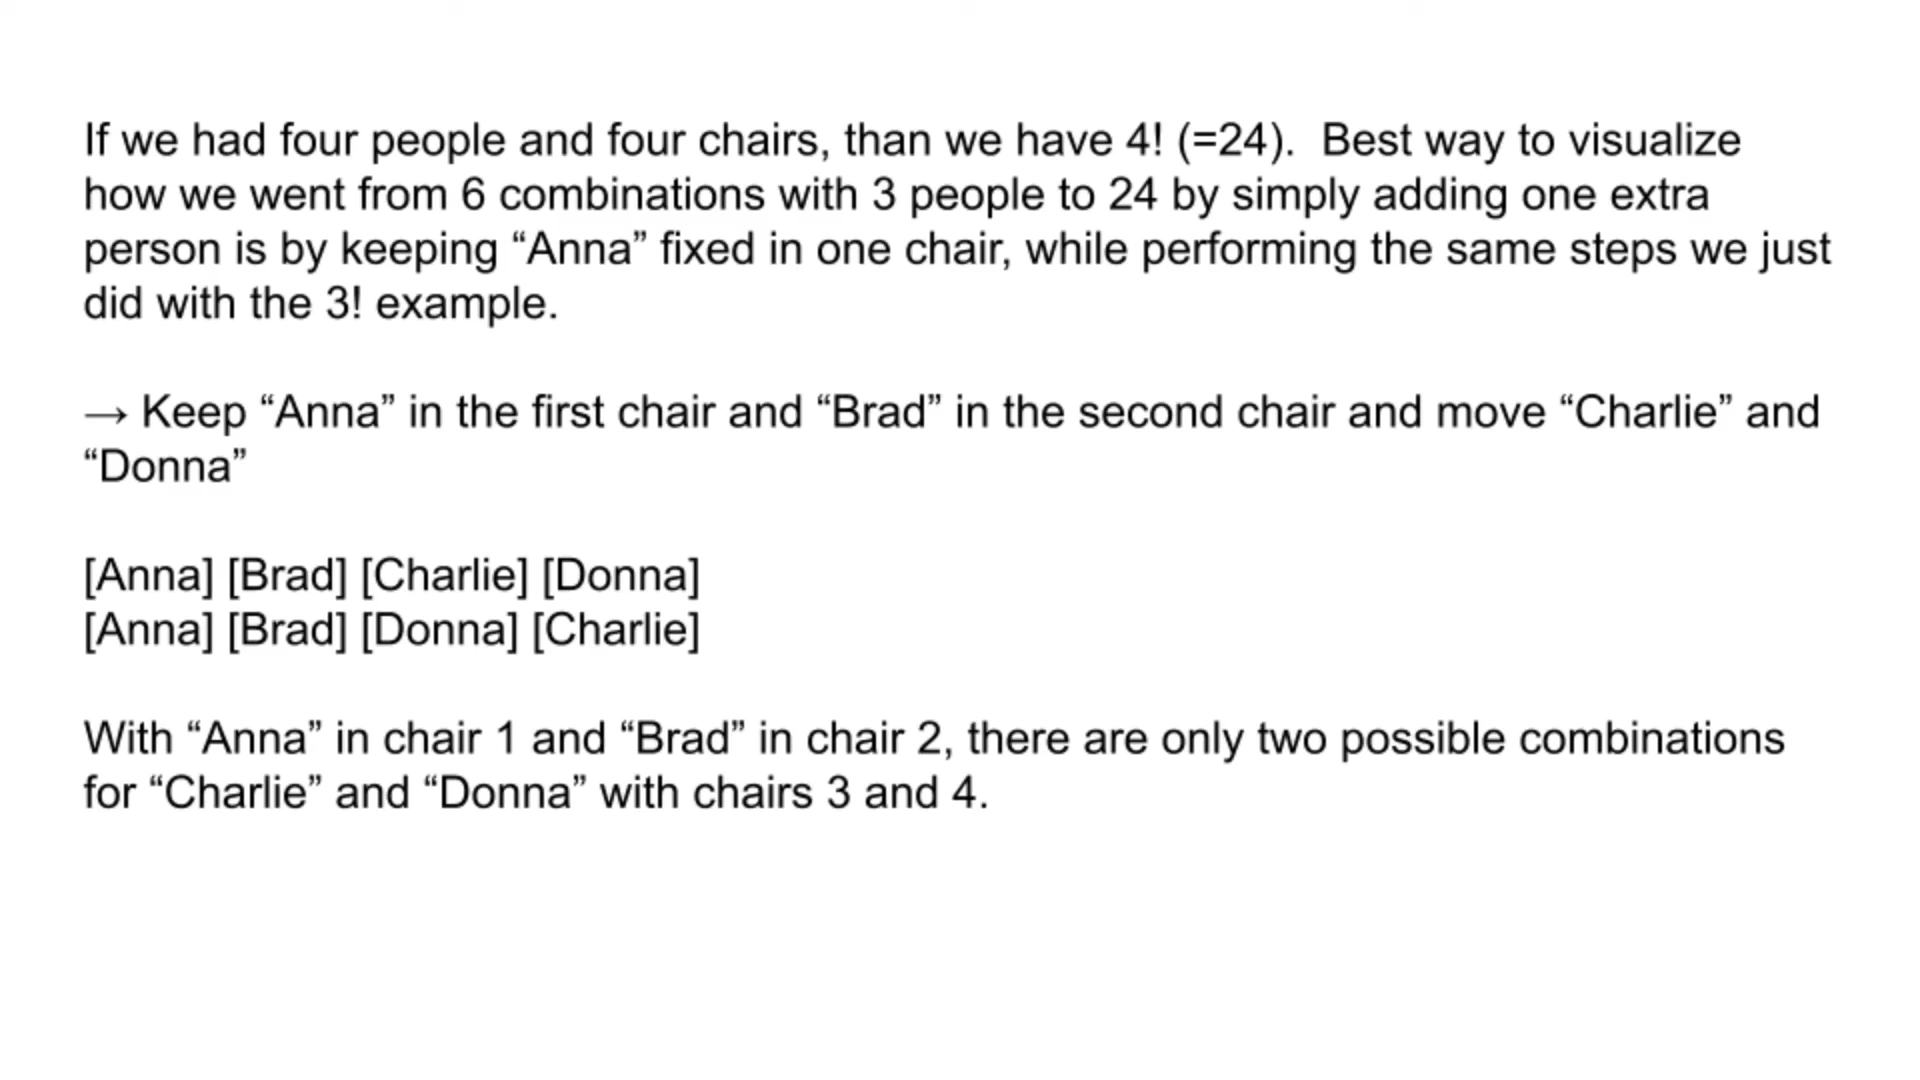 If we had four people and four chairs, than we have 4! (=24).  Best way to visualize
how we went from 6 combinations with 3 people to 24 by simply adding one extra
person is by keeping “Anna” fixed in one chair, while performing the same steps we just
did with the 3! example.
→ Keep “Anna” in the first chair and “Brad” in the second chair and move “Charlie” and
“Donna”
[Anna] [Brad] [Charlie] [Donna]
[Anna] [Brad] [Donna] [Charlie]
With “Anna” in chair 1 and “Brad” in chair 2, there are only two possible combinations
for “Charlie” and “Donna” with chairs 3 and 4.